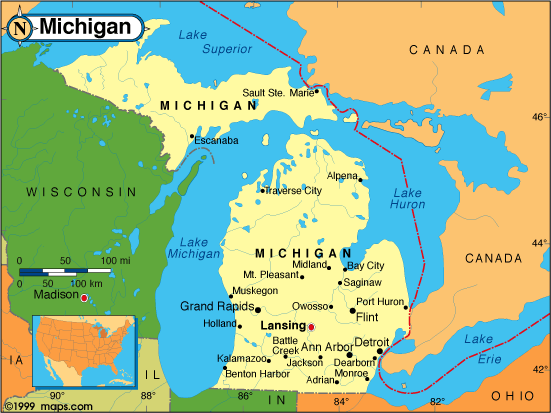 N
Michigan
Lake
Superior
CANADA
Sault Ste. Marie
MICHIGAN
46°
Escanaba
WISCONSIN
Alpena
Traverse City
Lake
Huron
Lake
Michigan
44°
MICHIGAN
CANADA
Midland
Bay City
Mt. Pleasant
Saginaw
0 50 100 mi
0 50 100 km
Madison
Muskegon
Grand Rapids
Owosso
Port Huron
Flint
Holland
Lansing
Lake
Erie
Battle
Creek
Ann Arbor
Detroit
Kalamazoo
Jackson
Dearborn
42°
Benton Harbor
Adrian
Monroe
IA
IL
IN
OHIO
90°
88°
86°
84°
82°
©1999 maps.com